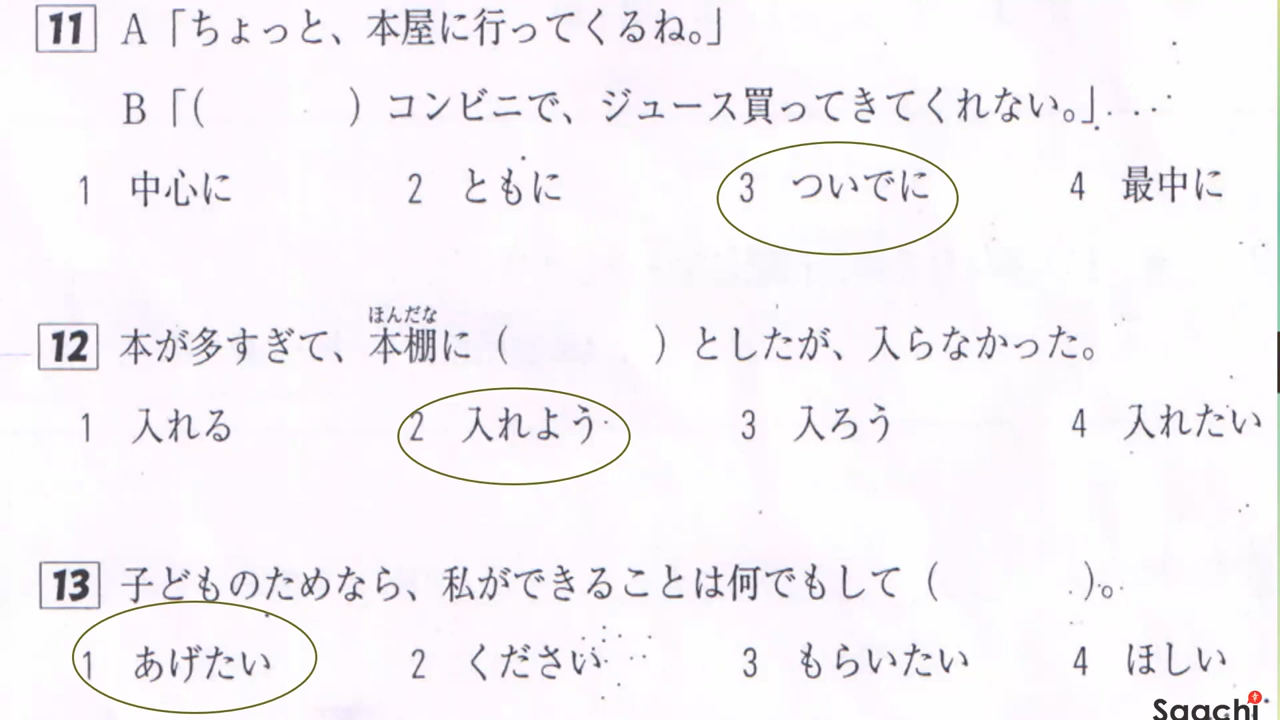 11 A「ちょっと、本屋に行ってくるね。」
B「(　　　) コンビニで、ジュース買ってきてくれない。」
1 中心に 2 ともに 3 ついでに 4 最中に
ほんだな
12 本が多すぎて、本棚に (　　　) としたが、入らなかった。
1 入れる 2 入れよう 3 入ろう 4 入れたい
13 子どものためなら、私ができることは何でもして (　　　)。
1 あげたい 2 ください 3 もらいたい 4 ほしい
Saachi